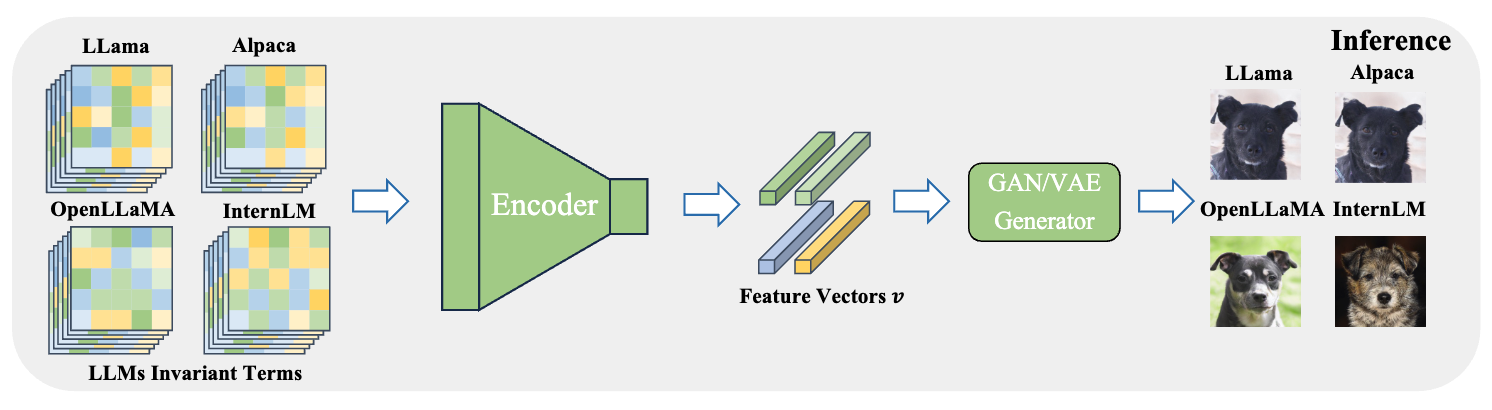 LLama
Alpaca
OpenLLaMA
InternLM
LLMs Invariant Terms
Encoder
Feature Vectors v
GAN/VAE
Generator
Inference
LLama
Alpaca
OpenLLaMA
InternLM